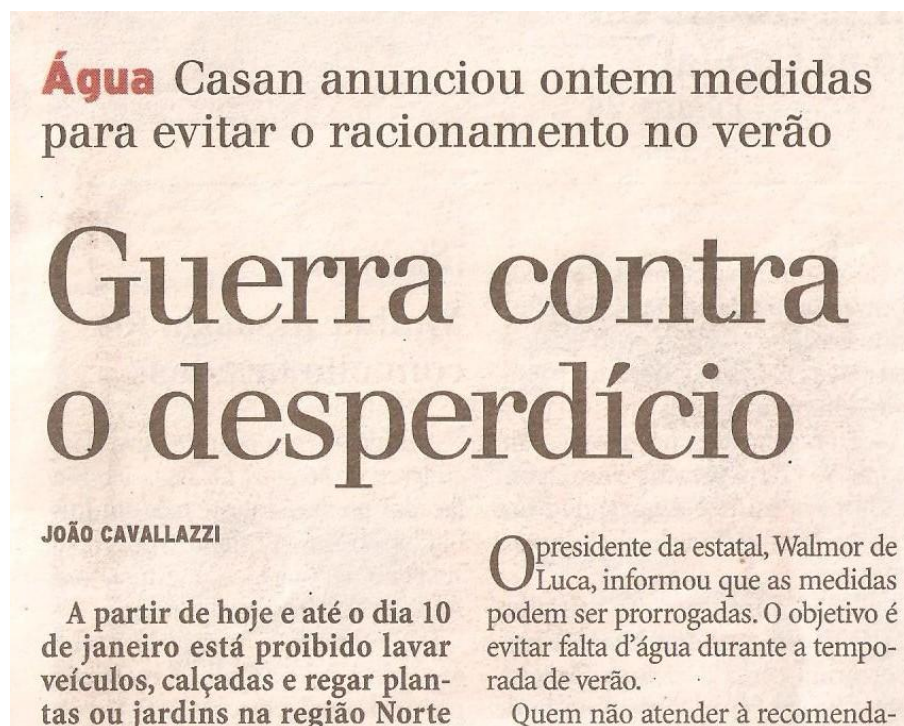 Água Casan anunciou ontem medidas
para evitar o racionamento no verão
Guerra contra
o desperdício
JOÃO CAVALLAZZI
A partir de hoje e até o dia 10
de janeiro está proibido lavar
veículos, calçadas e regar plan-
tas ou jardins na região Norte
O presidente da estatal, Walmor de
Luca, informou que as medidas
podem ser prorrogadas. O objetivo é
evitar falta d'água durante a tempo-
rada de verão.
Quem não atender à recomenda-